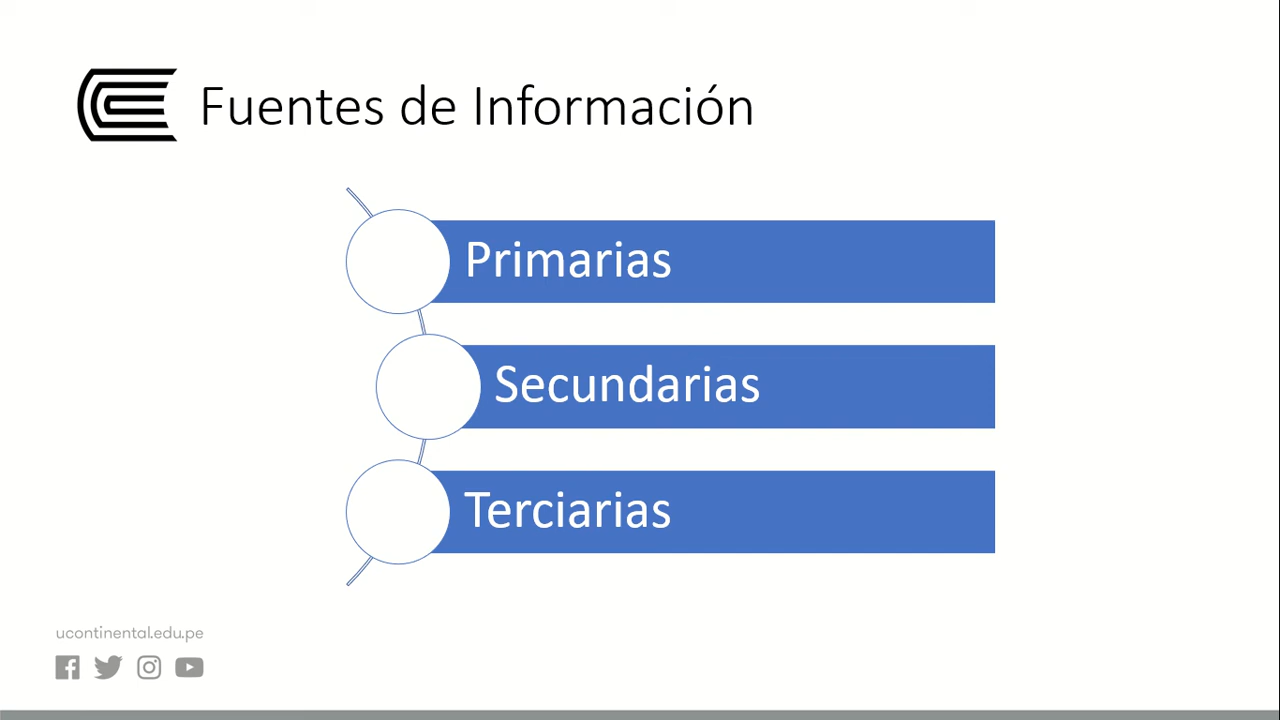 Fuentes de Información
Primarias
Secundarias
Terciarias
ucontinental.edu.pe